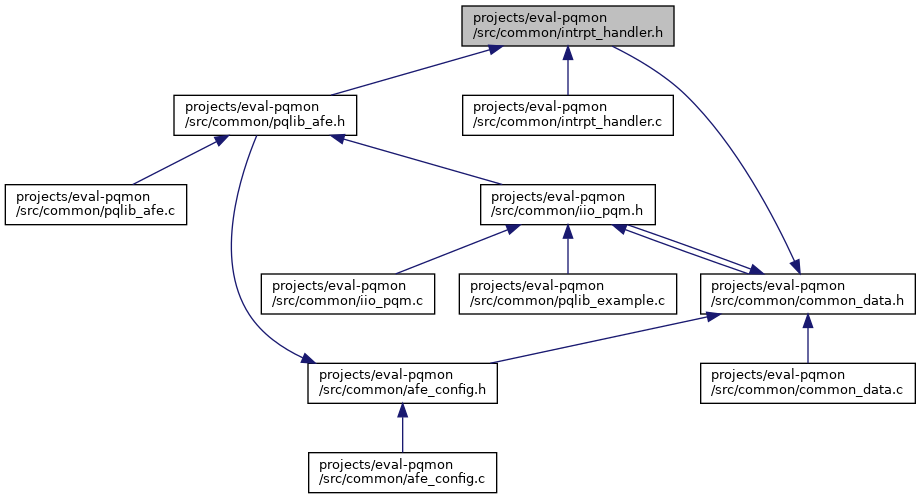 projects/eval-pqmon
/src/common/intrpt_handler.h
projects/eval-pqmon
/src/common/pqlib_afe.h
projects/eval-pqmon
/src/common/intrpt_handler.c
projects/eval-pqmon
/src/common/pqlib_afe.c
projects/eval-pqmon
/src/common/iio_pqm.h
projects/eval-pqmon
/src/common/iio_pqm.c
projects/eval-pqmon
/src/common/pqlib_example.c
projects/eval-pqmon
/src/common/common_data.h
projects/eval-pqmon
/src/common/afe_config.h
projects/eval-pqmon
/src/common/common_data.c
projects/eval-pqmon
/src/common/afe_config.c